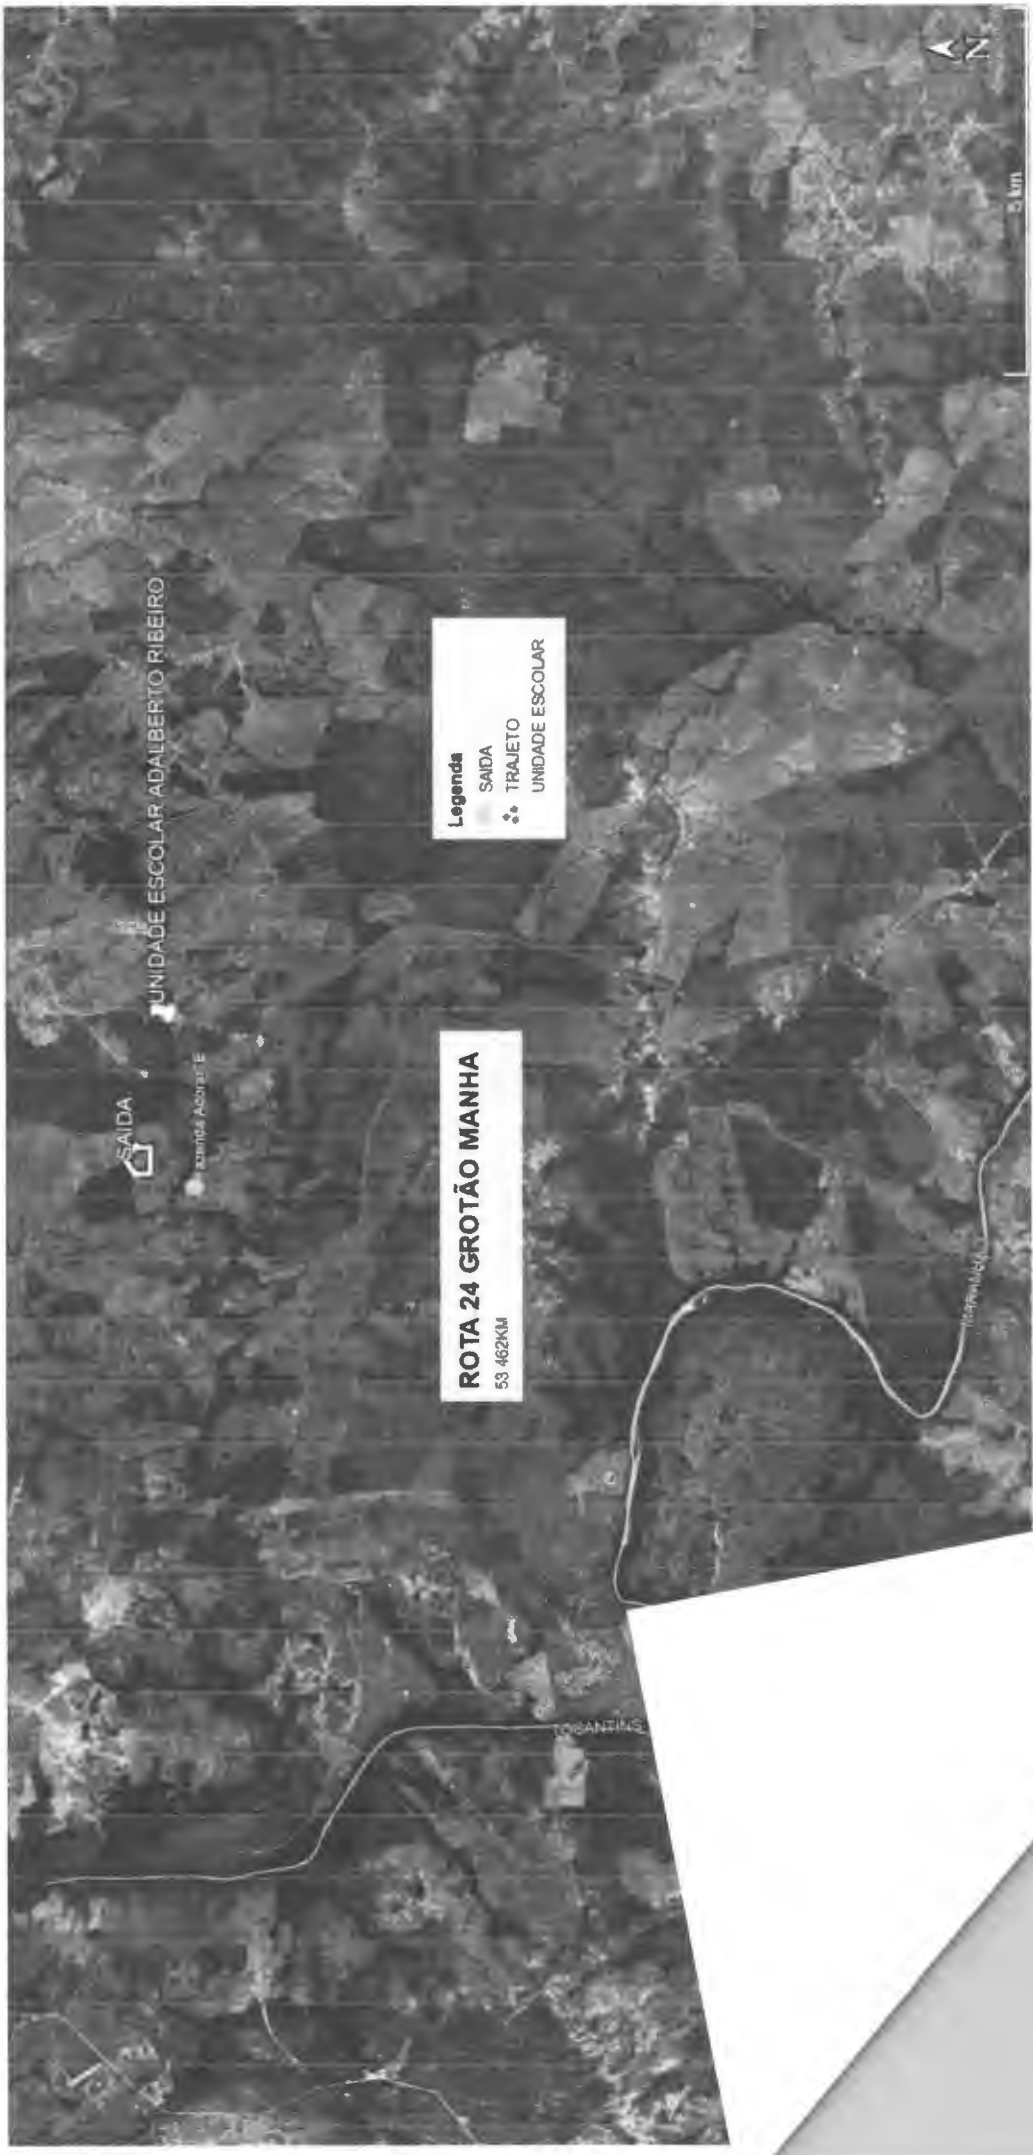 UNIDADE ESCOLAR ADALBERTO RIBEIRO
SAIDA
ROTA 24 GROTÃO MANHA
53 462KM
Legenda
SAIDA
TRAJETO
UNIDADE ESCOLAR
TOCANTINS
MARANHÃO
N
5 km